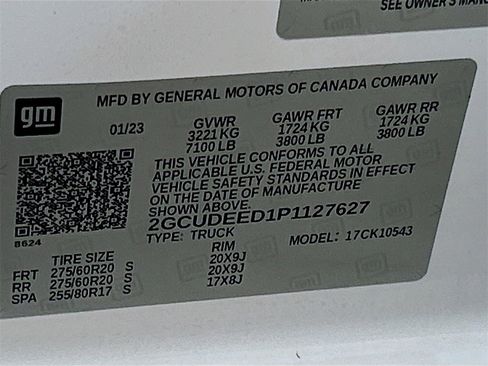 SEE OWNER'S MANU
gm
MFD BY GENERAL MOTORS OF CANADA COMPANY
01/23 GVWR GAWR FRT GAWR RR
3221 KG 1724 KG 1724 KG
7100 LB 3800 LB 3800 LB
THIS VEHICLE CONFORMS TO ALL
APPLICABLE U.S. FEDERAL MOTOR
VEHICLE SAFETY STANDARDS IN EFFECT
ON THE DATE OF MANUFACTURE
SHOWN ABOVE.
2GCUDEED1P1127627
TYPE: TRUCK MODEL: 17CK10543
B624
TIRE SIZE RIM
FRT 275/60R20 S 20X9J
RR 275/60R20 S 20X9J
SPA 255/80R17 S 17X8J